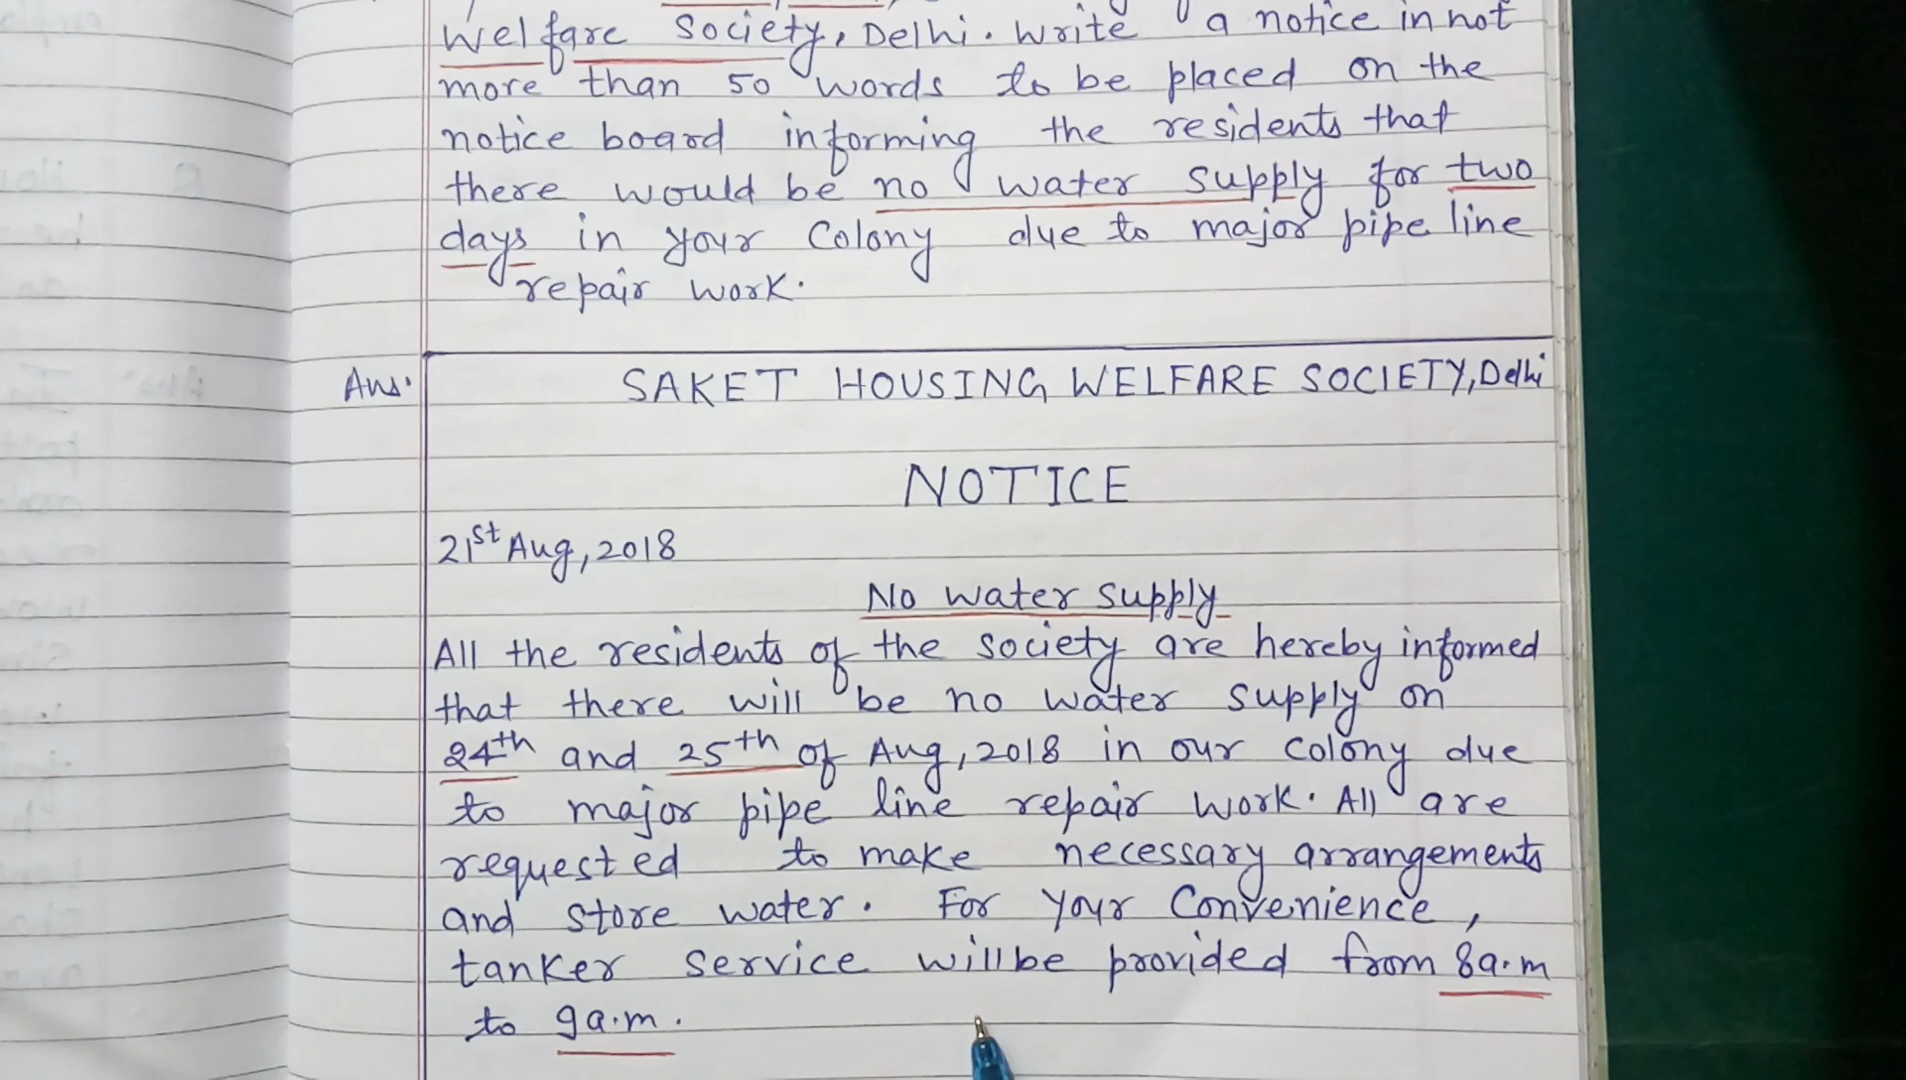 Welfare Society, Delhi. Write a notice in not
more than 50 words to be placed on the
notice board informing the residents that
there would be no water supply for two
days in your Colony due to major pipe line
repair work.
Ans. SAKET HOUSING WELFARE SOCIETY, Delhi
NOTICE
21st Aug, 2018
No water supply
All the residents of the society are hereby informed
that there will be no water supply on
24th and 25th of Aug, 2018 in our colony due
to major pipe line repair work. All are
requested to make necessary arrangements
and store water. For your Convenience,
tanker service will be provided from 8a.m
to 9a.m.